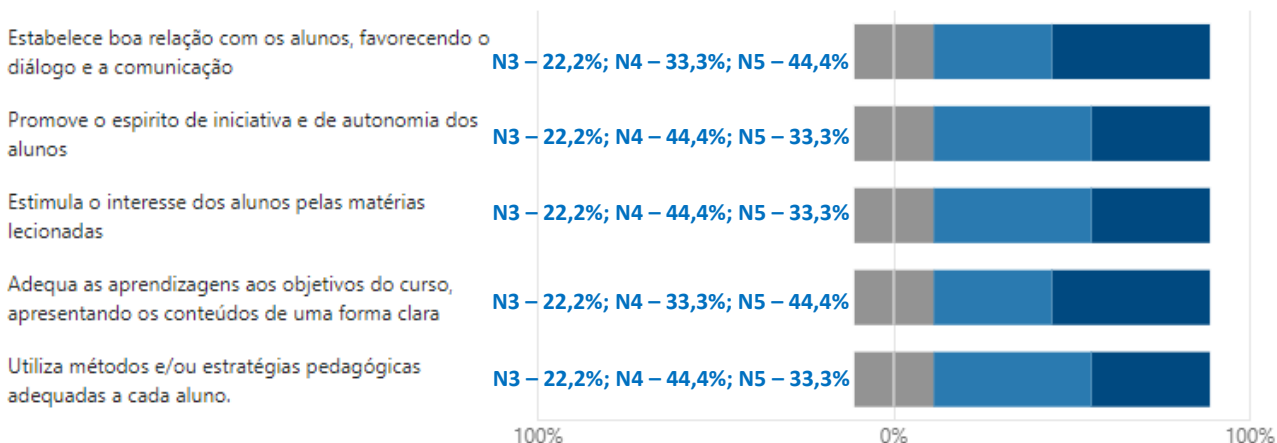 Estabelece boa relação com os alunos, favorecendo o
diálogo e a comunicação
N3 – 22,2%; N4 – 33,3%; N5 – 44,4%
Promove o espirito de iniciativa e de autonomia dos
alunos
N3 – 22,2%; N4 – 44,4%; N5 – 33,3%
Estimula o interesse dos alunos pelas matérias
lecionadas
N3 – 22,2%; N4 – 44,4%; N5 – 33,3%
Adequa as aprendizagens aos objetivos do curso,
apresentando os conteúdos de uma forma clara
N3 – 22,2%; N4 – 33,3%; N5 – 44,4%
Utiliza métodos e/ou estratégias pedagógicas
adequadas a cada aluno.
N3 – 22,2%; N4 – 44,4%; N5 – 33,3%
100% 0% 100%